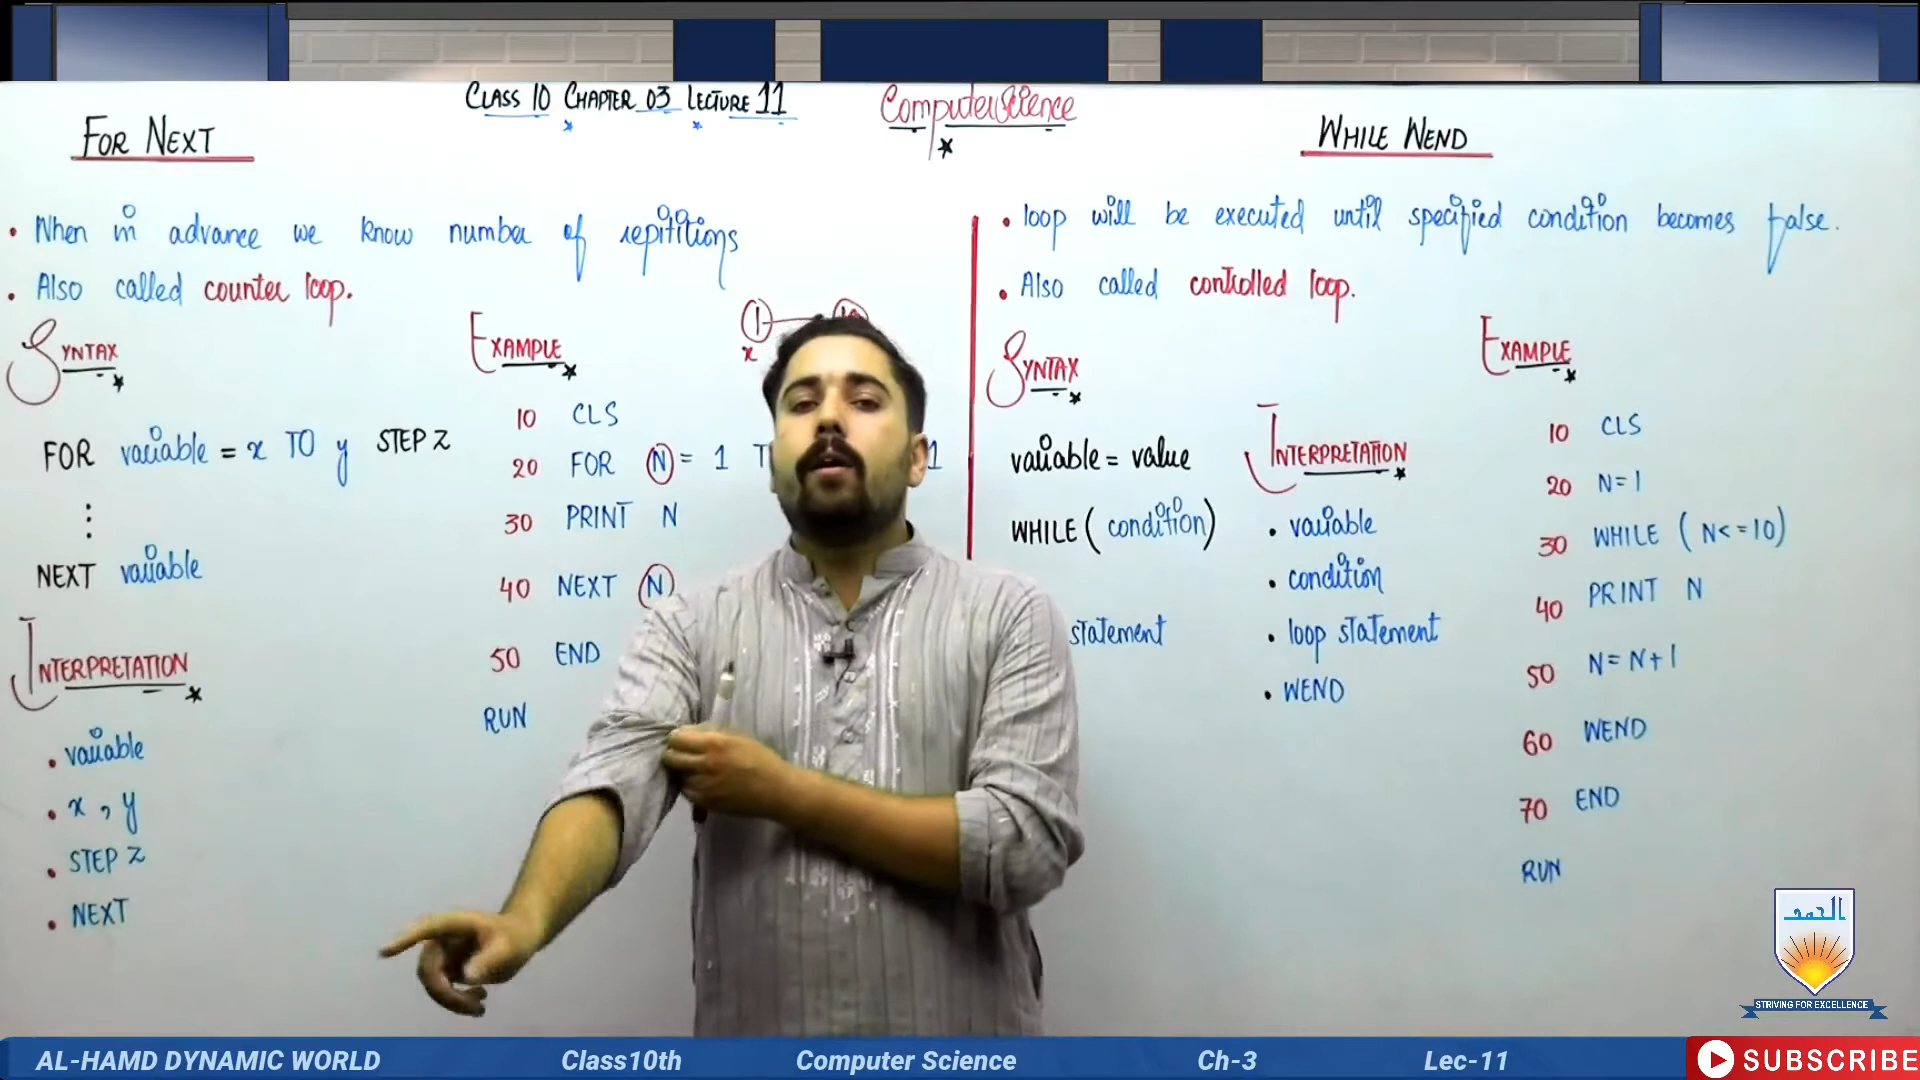 CLASS 10 CHAPTER 03 LECTURE 11
Computer Science
FOR NEXT
• When in advance we know number of repititions
• Also called counter loop.
SYNTAX
FOR variable = x TO y STEP Z
NEXT variable
INTERPRETATION
• variable
• x , y
• STEP Z
• NEXT
EXAMPLE
1
x
10 CLS
20 FOR N = 1 T 1
30 PRINT N
40 NEXT N
50 END
RUN
WHILE WEND
• loop will be executed until specified condition becomes false.
• Also called controlled loop.
SYNTAX
variable = value
WHILE ( condition )
statement
INTERPRETATION
• variable
• condition
• loop statement
• WEND
EXAMPLE
10 CLS
20 N=1
30 WHILE ( N<=10)
40 PRINT N
50 N= N+1
60 WEND
70 END
RUN
الحمد
STRIVING FOR EXCELLENCE
AL-HAMD DYNAMIC WORLD Class10th Computer Science Ch-3 Lec-11
SUBSCRIBE